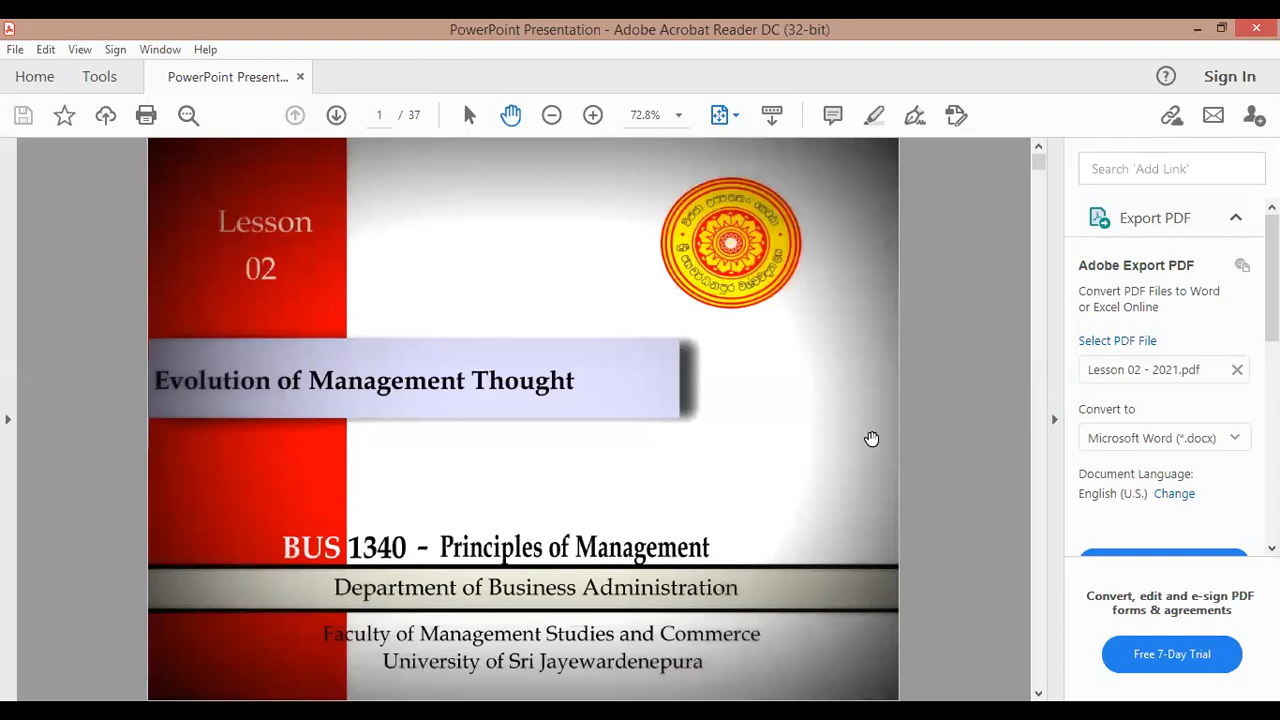 PowerPoint Presentation - Adobe Acrobat Reader DC (32-bit)
File Edit View Sign Window Help
Home Tools PowerPoint Present... × Sign In
1 / 37 72.8%
Lesson
02
Evolution of Management Thought
BUS 1340 - Principles of Management
Department of Business Administration
Faculty of Management Studies and Commerce
University of Sri Jayewardenepura
Search 'Add Link'
Export PDF
Adobe Export PDF
Convert PDF Files to Word
or Excel Online
Select PDF File
Lesson 02 - 2021.pdf
Convert to
Microsoft Word (*.docx)
Document Language:
English (U.S.) Change
Convert, edit and e-sign PDF
forms & agreements
Free 7-Day Trial